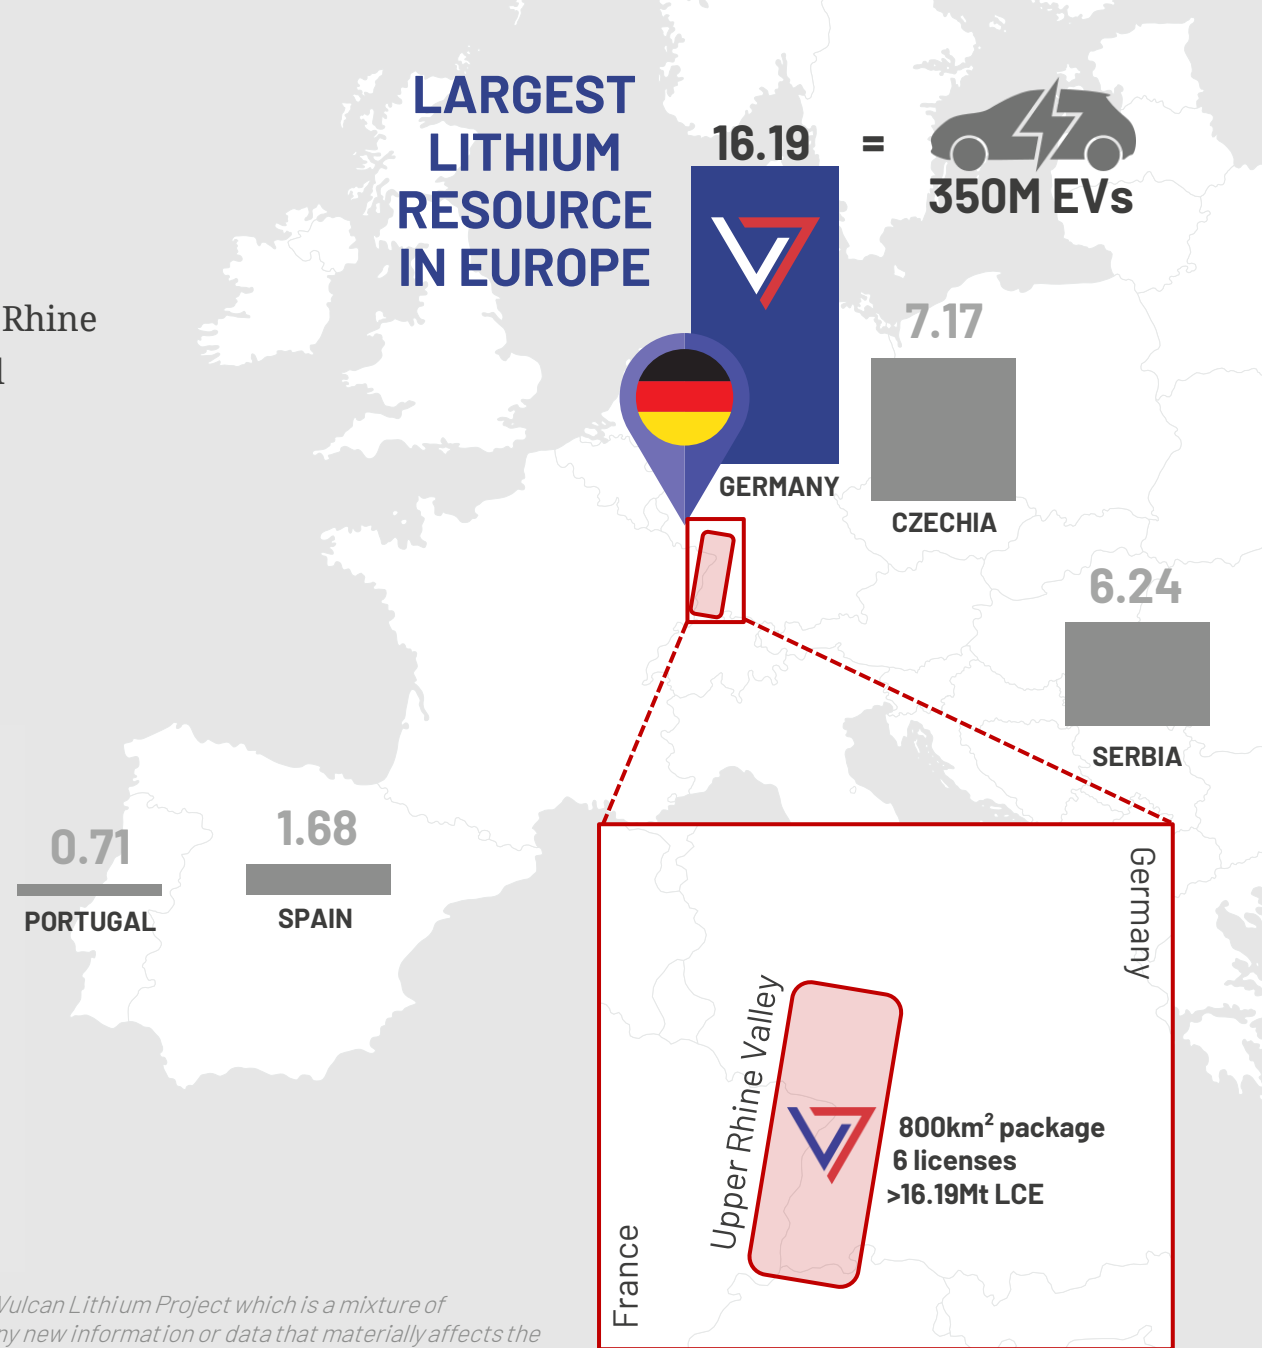 LARGEST
LITHIUM
RESOURCE
IN EUROPE
16.19
=
350M EVs
Rhine
7.17
GERMANY
CZECHIA
6.24
SERBIA
0.71
PORTUGAL
1.68
SPAIN
Germany
Upper Rhine Valley
800km² package
6 licenses
>16.19Mt LCE
France
Vulcan Lithium Project which is a mixture of
new information or data that materially affects the